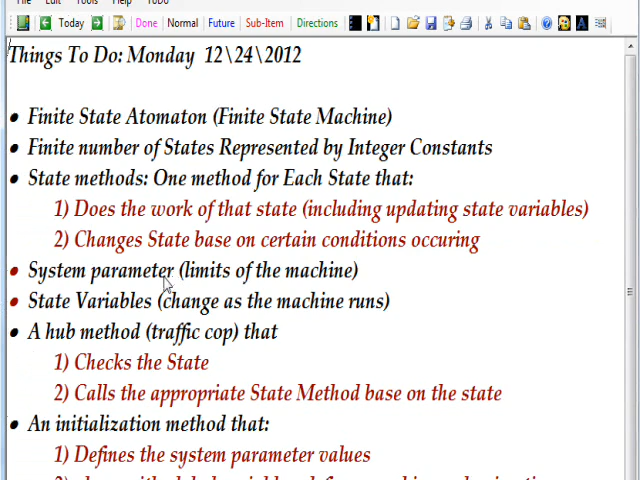 File Edit Tools Help ToDo
Today Done Normal Future Sub-Item Directions
Things To Do: Monday 12\24\2012
• Finite State Atomaton (Finite State Machine)
• Finite number of States Represented by Integer Constants
• State methods: One method for Each State that:
1) Does the work of that state (including updating state variables)
2) Changes State base on certain conditions occuring
• System parameter (limits of the machine)
• State Variables (change as the machine runs)
• A hub method (traffic cop) that
1) Checks the State
2) Calls the appropriate State Method base on the state
• An initialization method that:
1) Defines the system parameter values